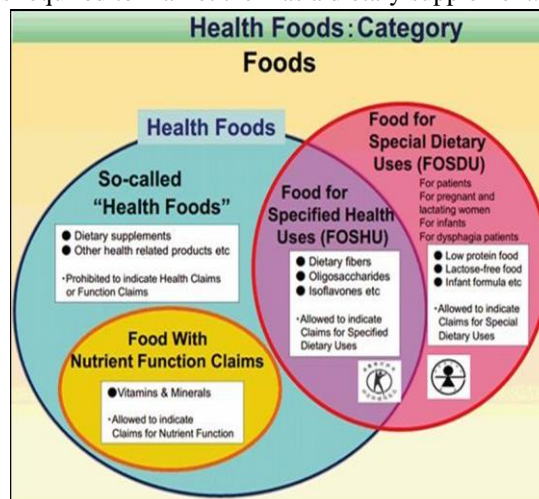 Health Foods : Category
Foods
Health Foods
So-called
“Health Foods”
● Dietary supplements
● Other health related products etc
・Prohibited to indicate Health Claims
or Function Claims
Food With
Nutrient Function Claims
●Vitamins & Minerals
・Allowed to indicate
Claims for Nutrient Function
Food for
Specified Health
Uses (FOSHU)
● Dietary fibers
● Oligosaccharides
● Isoflavones etc
・Allowed to indicate
Claims for Specified
Dietary Uses
Food for
Special Dietary
Uses (FOSDU)
For patients
For pregnant and
lactating women
For infants
For dysphagia patients
● Low protein food
● Lactose-free food
● Infant formula etc
・Allowed to indicate
Claims for Special
Dietary Uses